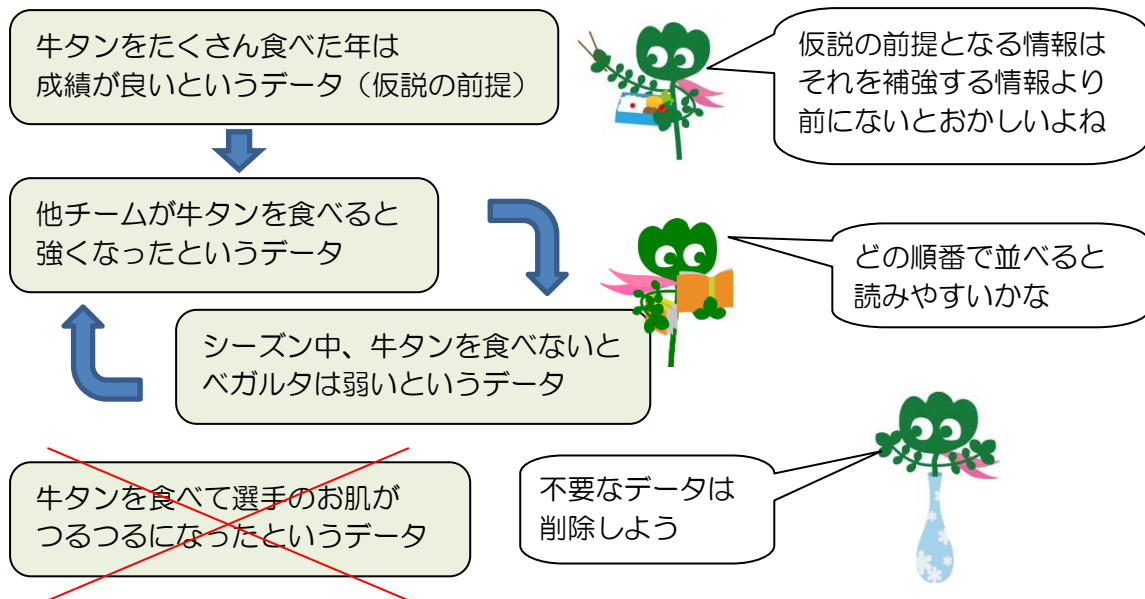 牛タンをたくさん食べた年は
成績が良いというデータ（仮説の前提）
仮説の前提となる情報は
それを補強する情報より
前にないとおかしいよね
他チームが牛タンを食べると
強くなったというデータ
どの順番で並べると
読みやすいかな
シーズン中、牛タンを食べないと
ベガルタは弱いというデータ
牛タンを食べて選手のお肌が
つるつるになったというデータ
不要なデータは
削除しよう